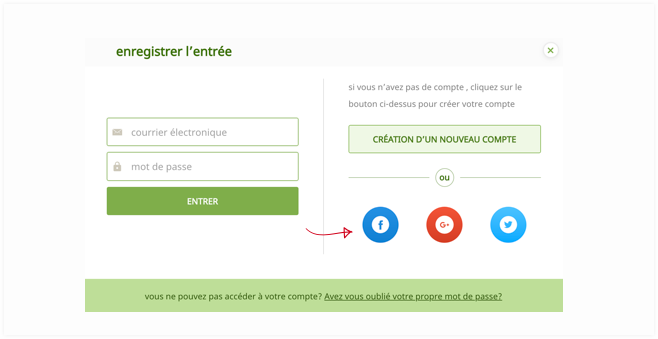 enregistrer l’entrée
si vous n’avez pas de compte , cliquez sur le
bouton ci-dessus pour créer votre compte
courrier électronique
mot de passe
ENTRER
CRÉATION D’UN NOUVEAU COMPTE
ou
f
G+
vous ne pouvez pas accéder à votre compte? Avez vous oublié votre propre mot de passe?